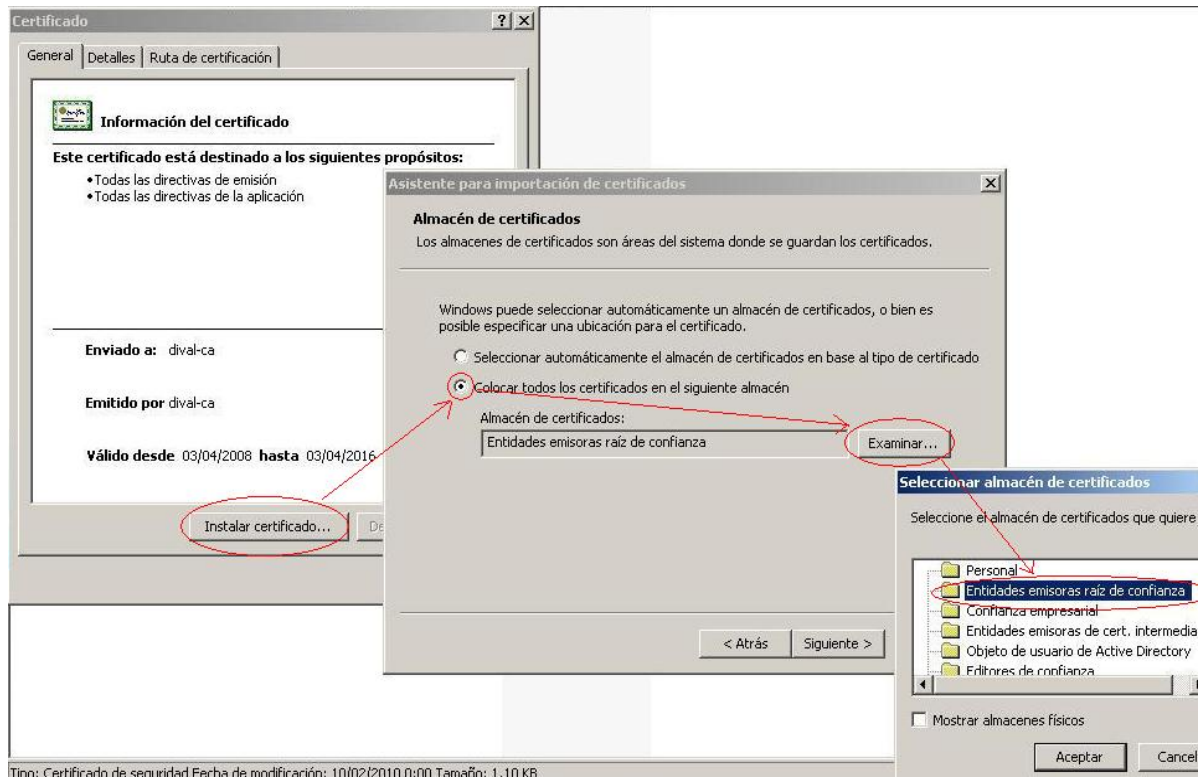 Certificado
General Detalles Ruta de certificación
Información del certificado
Este certificado está destinado a los siguientes propósitos:
•Todas las directivas de emisión
•Todas las directivas de la aplicación
Enviado a: dival-ca
Emitido por dival-ca
Válido desde 03/04/2008 hasta 03/04/2016
Instalar certificado...
Asistente para importación de certificados
Almacén de certificados
Los almacenes de certificados son áreas del sistema donde se guardan los certificados.
Windows puede seleccionar automáticamente un almacén de certificados, o bien es
posible especificar una ubicación para el certificado.
Seleccionar automáticamente el almacén de certificados en base al tipo de certificado
Colocar todos los certificados en el siguiente almacén
Almacén de certificados:
Entidades emisoras raíz de confianza
Examinar...
< Atrás Siguiente >
Seleccionar almacén de certificados
Seleccione el almacén de certificados que quiere
Personal
Entidades emisoras raíz de confianza
Confianza empresarial
Entidades emisoras de cert. intermedia
Objeto de usuario de Active Directory
Editores de confianza
Mostrar almacenes físicos
Aceptar Cancel
Tipo: Certificado de seguridad Fecha de modificación: 10/02/2010 0:00 Tamaño: 1,10 KB